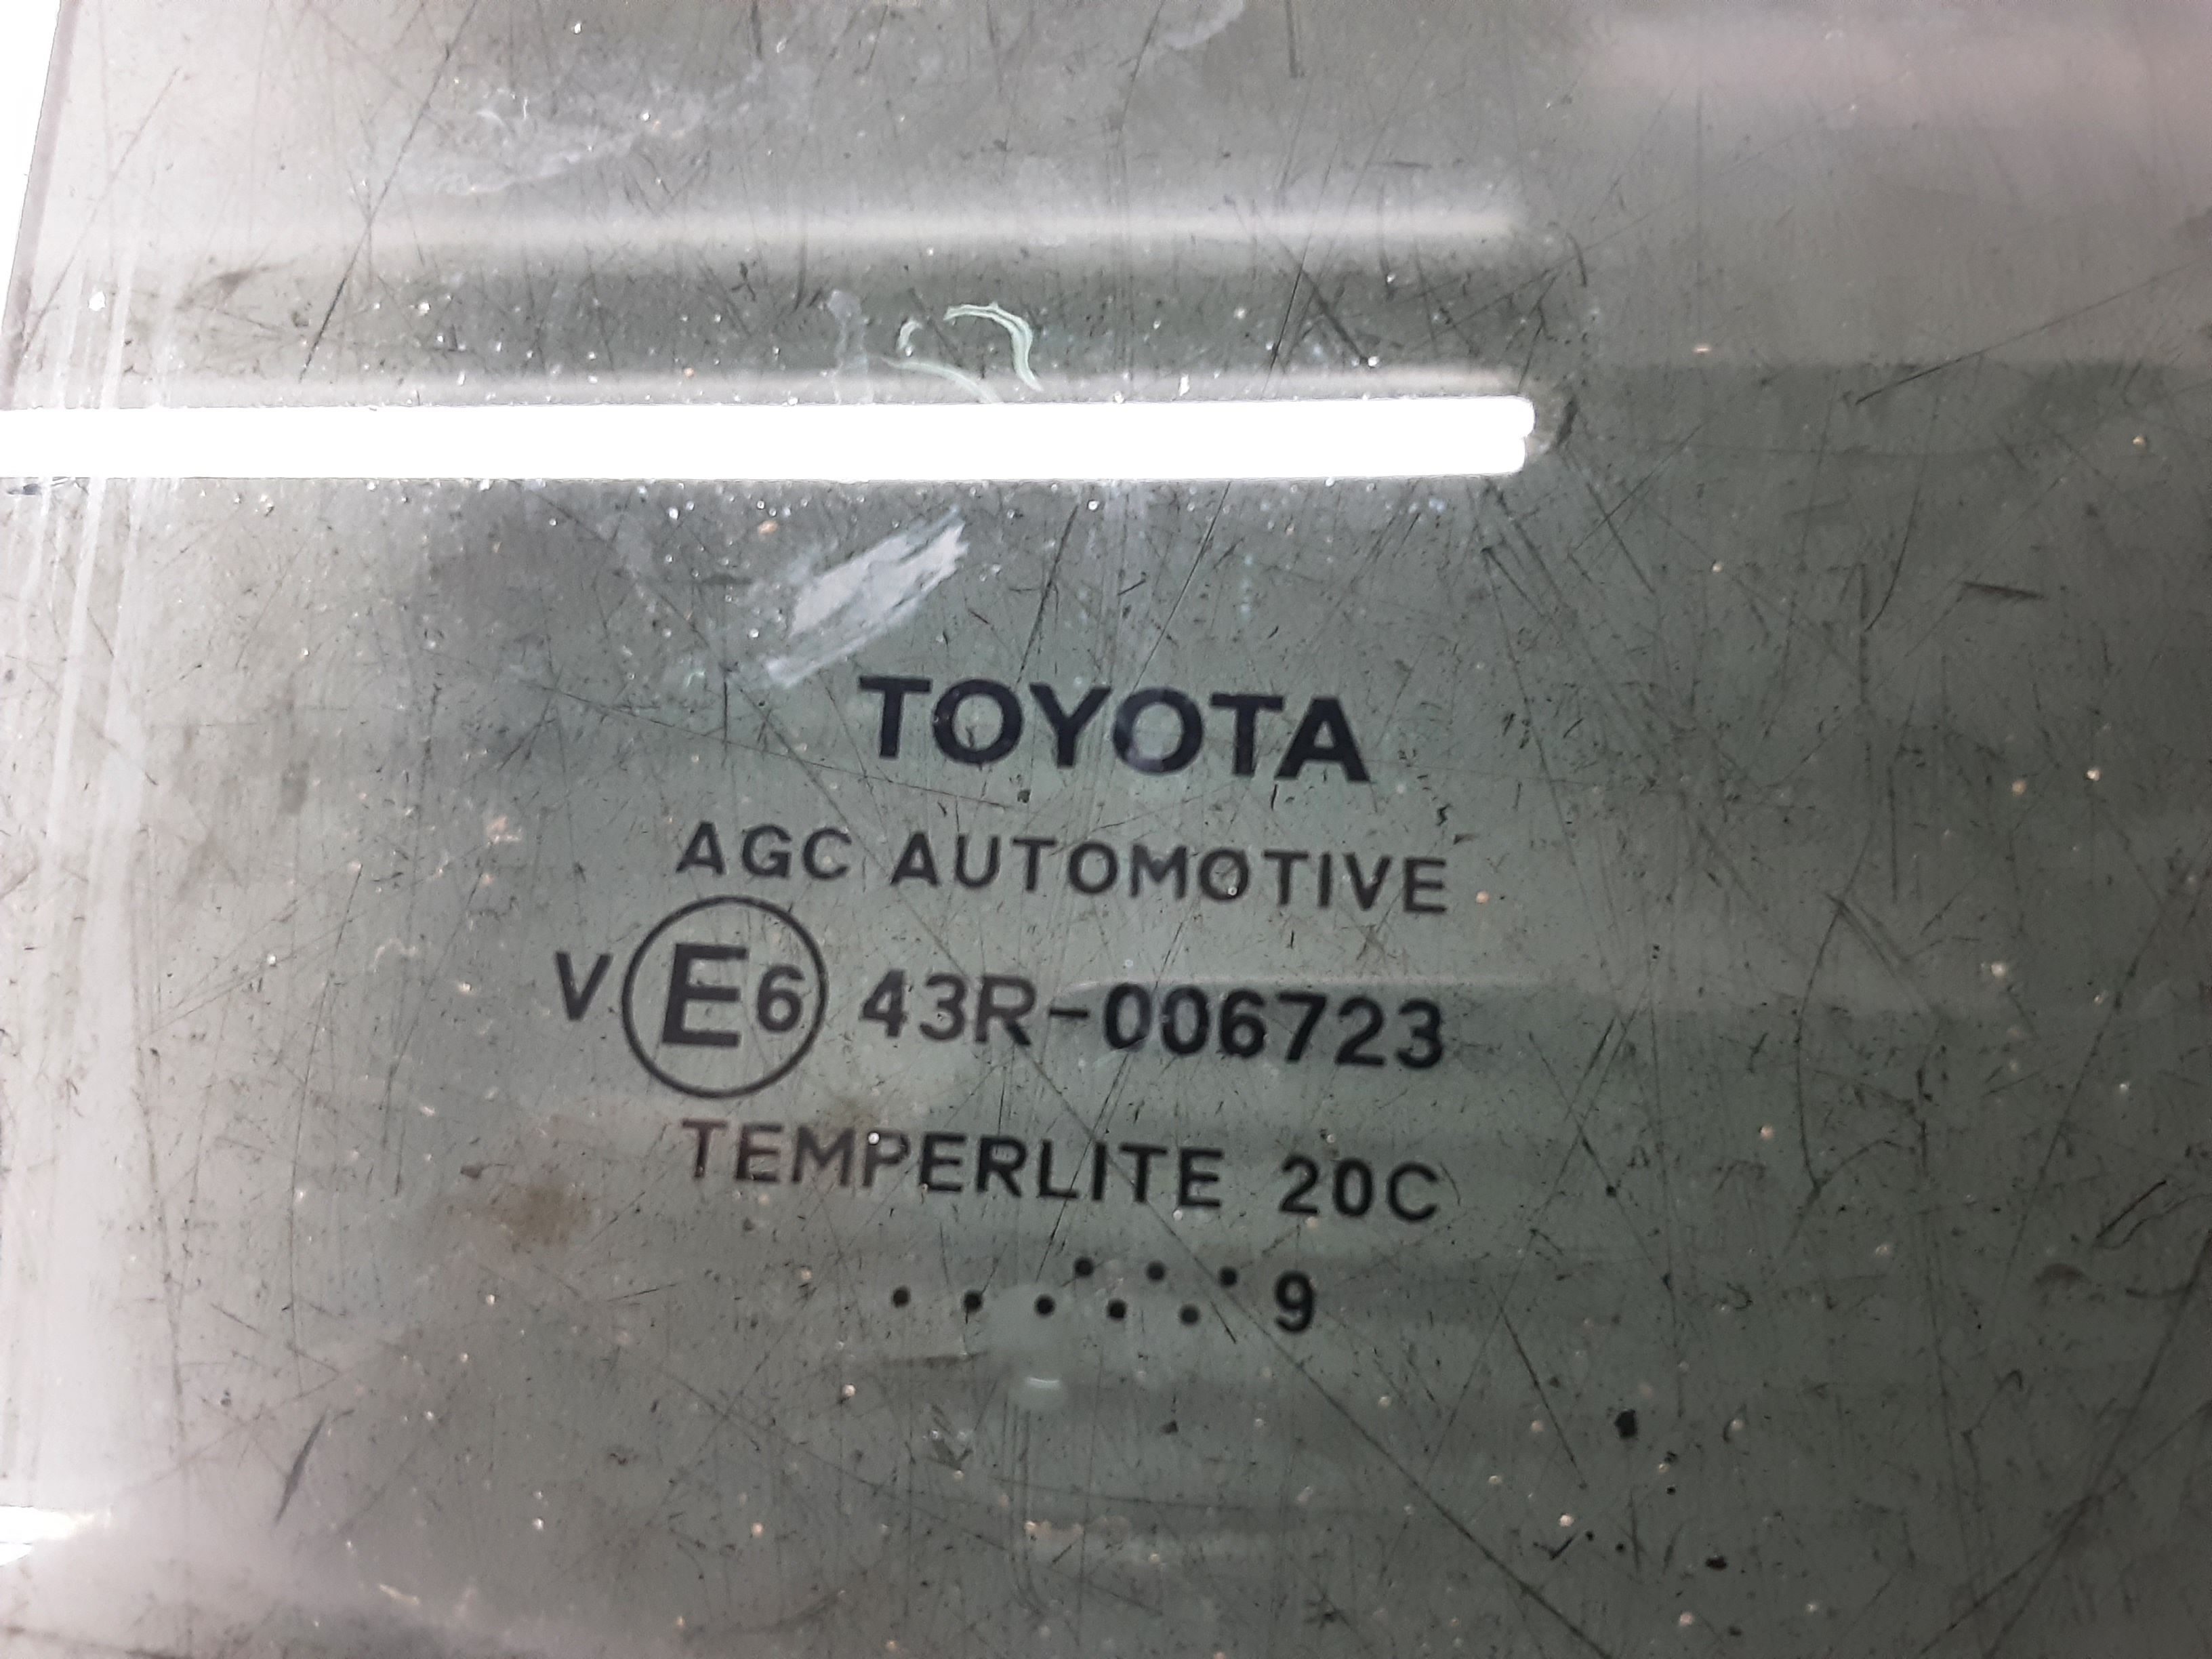 TOYOTA
AGC AUTOMOTIVE
V E6 43R-006723
TEMPERLITE 20C
........9